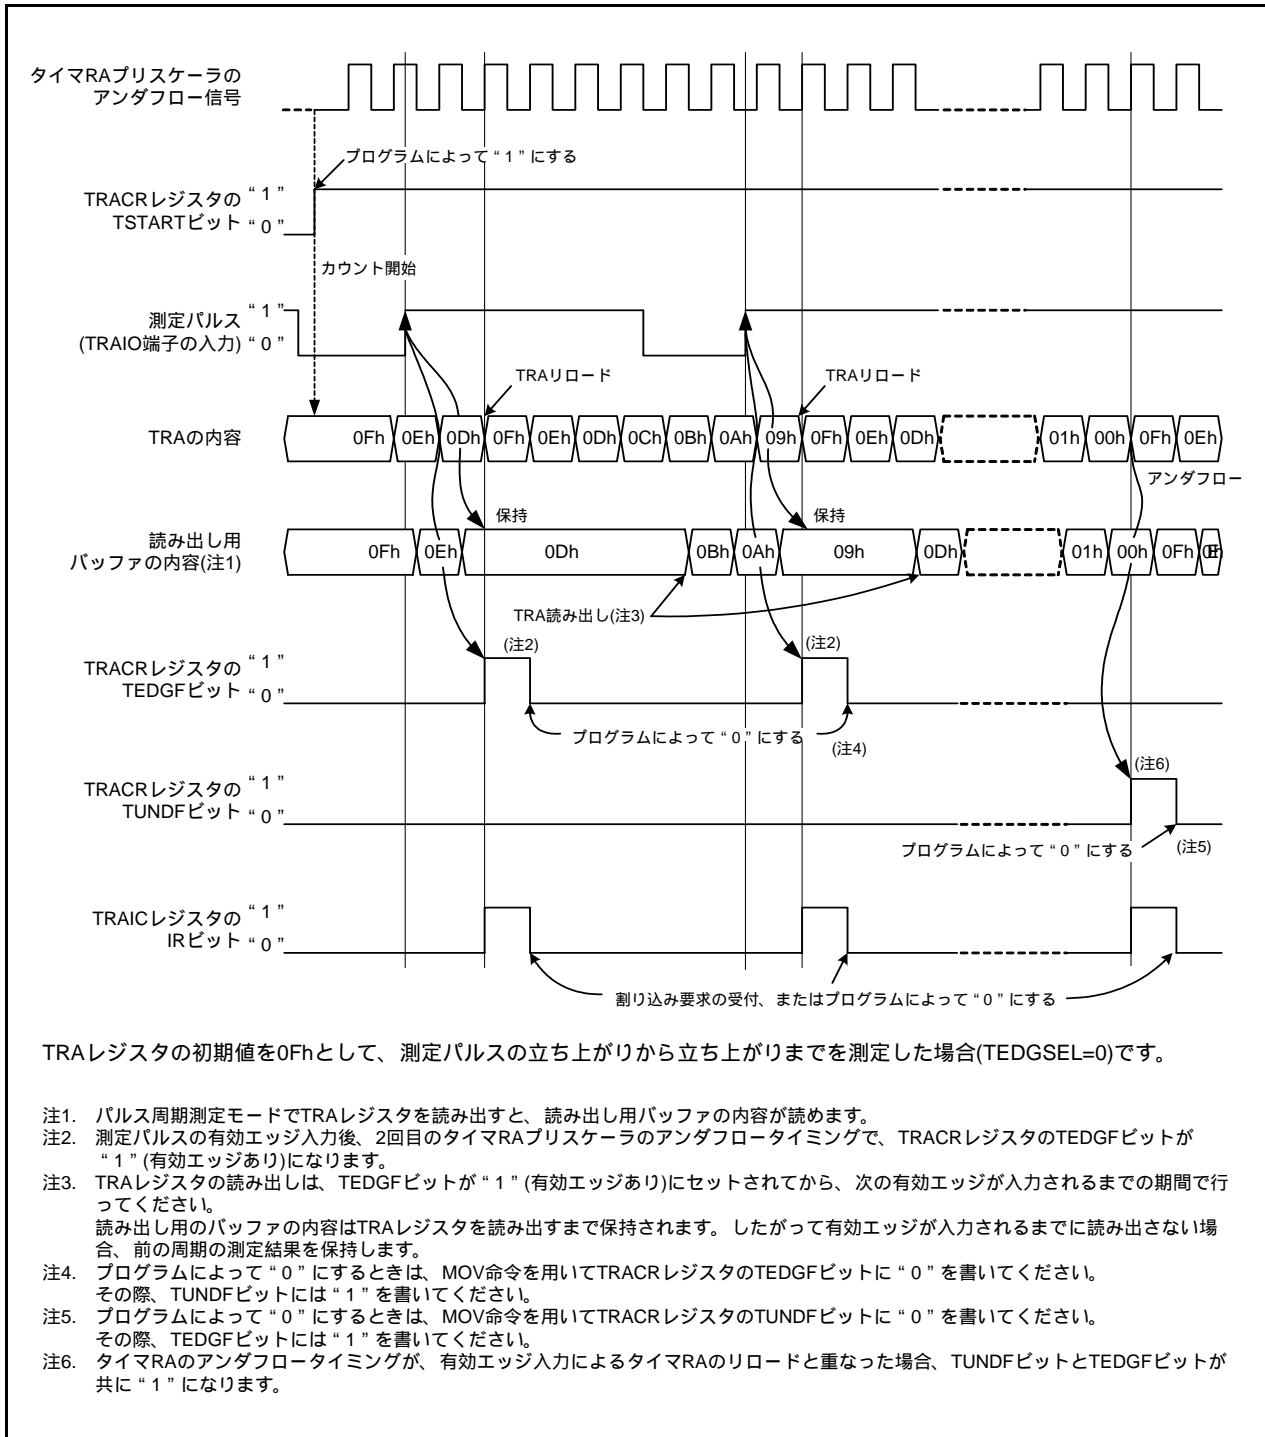 タイマRAプリスケーラの
アンダフロー信号
プログラムによって“1”にする
TRACRレジスタの “1”
TSTARTビット “0”
カウント開始
測定パルス “1”
(TRAIO端子の入力) “0”
TRAリロード TRAリロード
TRAの内容 0Fh 0Eh 0Dh 0Fh 0Eh 0Dh 0Ch 0Bh 0Ah 09h 0Fh 0Eh 0Dh 01h 00h 0Fh 0Eh
アンダフロー
保持 保持
読み出し用
バッファの内容(注1) 0Fh 0Eh 0Dh 0Bh 0Ah 09h 0Dh 01h 00h 0Fh
TRA読み出し(注3)
(注2) (注2)
TRACRレジスタの “1”
TEDGFビット “0”
プログラムによって“0”にする (注4)
(注6)
TRACRレジスタの “1”
TUNDFビット “0”
プログラムによって“0”にする (注5)
TRAICレジスタの “1”
IRビット “0”
割り込み要求の受付、またはプログラムによって“0”にする
TRAレジスタの初期値を0Fhとして、測定パルスの立ち上がりから立ち上がりまでを測定した場合(TEDGSEL=0)です。
注1. パルス周期測定モードでTRAレジスタを読み出すと、読み出し用バッファの内容が読めます。
注2. 測定パルスの有効エッジ入力後、2回目のタイマRAプリスケーラのアンダフロータイミングで、TRACRレジスタのTEDGFビットが
“1”(有効エッジあり)になります。
注3. TRAレジスタの読み出しは、TEDGFビットが“1”(有効エッジあり)にセットされてから、次の有効エッジが入力されるまでの期間で行
ってください。
読み出し用のバッファの内容はTRAレジスタを読み出すまで保持されます。したがって有効エッジが入力されるまでに読み出さない場
合、前の周期の測定結果を保持します。
注4. プログラムによって“0”にするときは、MOV命令を用いてTRACRレジスタのTEDGFビットに“0”を書いてください。
その際、TUNDFビットには“1”を書いてください。
注5. プログラムによって“0”にするときは、MOV命令を用いてTRACRレジスタのTUNDFビットに“0”を書いてください。
その際、TEDGFビットには“1”を書いてください。
注6. タイマRAのアンダフロータイミングが、有効エッジ入力によるタイマRAのリロードと重なった場合、TUNDFビットとTEDGFビットが
共に“1”になります。